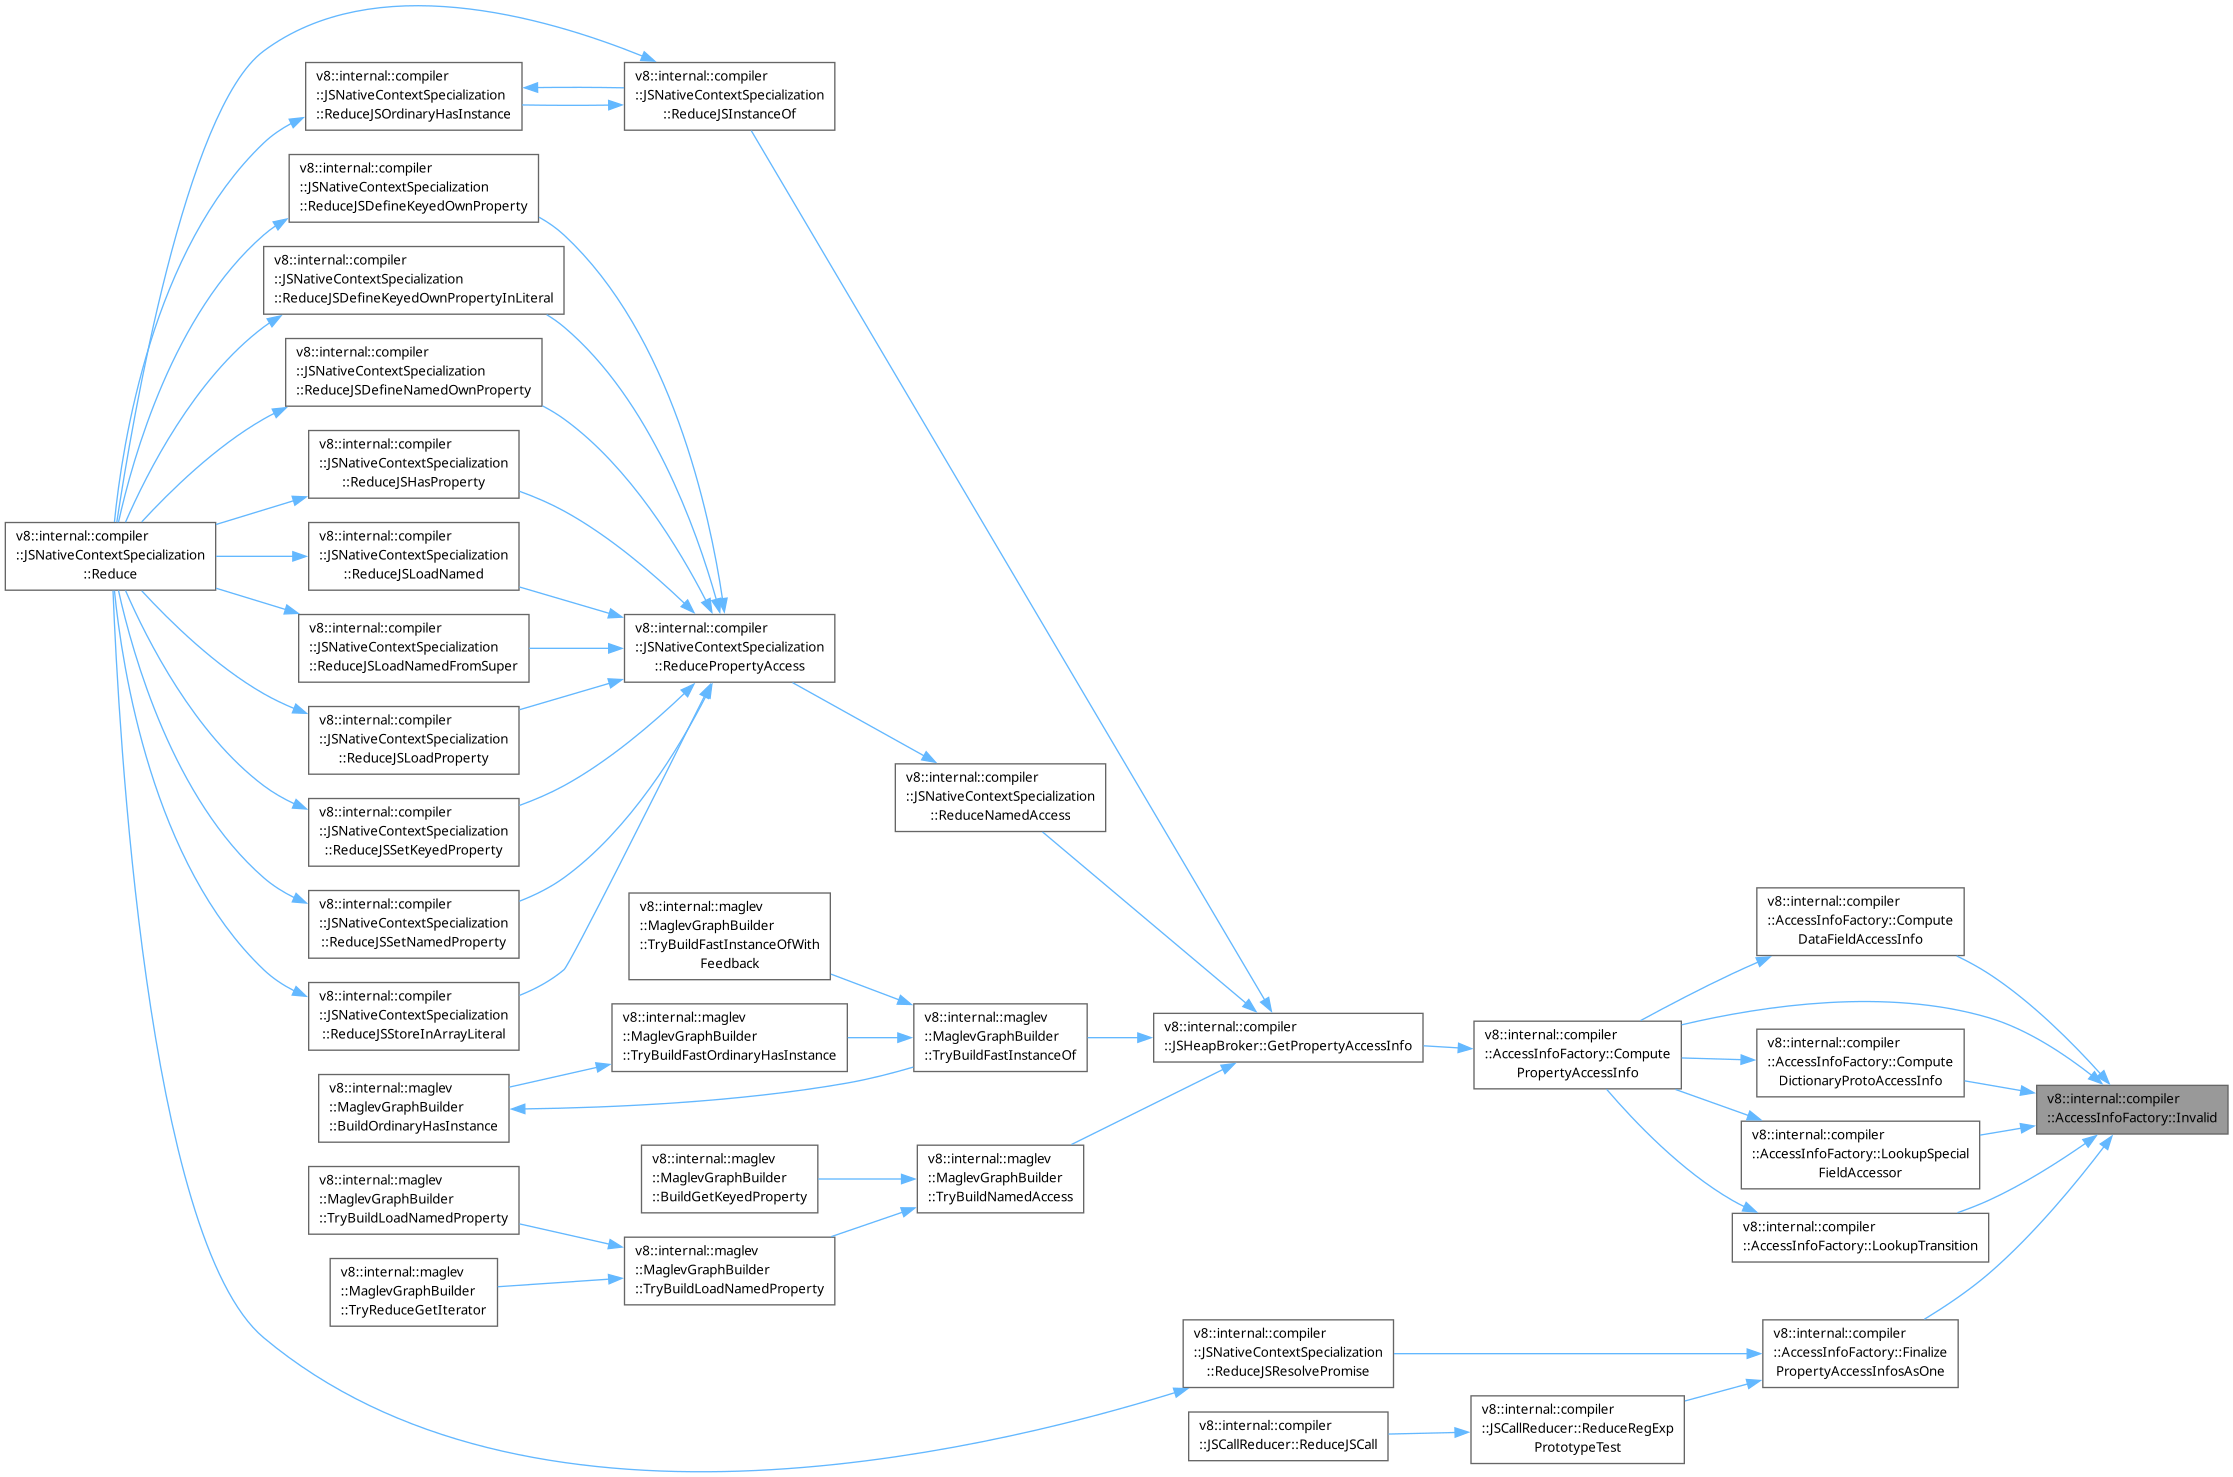 v8::internal::compiler
::JSNativeContextSpecialization
::Reduce
v8::internal::compiler
::JSNativeContextSpecialization
::ReduceJSOrdinaryHasInstance
v8::internal::compiler
::JSNativeContextSpecialization
::ReduceJSDefineKeyedOwnProperty
v8::internal::compiler
::JSNativeContextSpecialization
::ReduceJSDefineKeyedOwnPropertyInLiteral
v8::internal::compiler
::JSNativeContextSpecialization
::ReduceJSDefineNamedOwnProperty
v8::internal::compiler
::JSNativeContextSpecialization
::ReduceJSHasProperty
v8::internal::compiler
::JSNativeContextSpecialization
::ReduceJSLoadNamed
v8::internal::compiler
::JSNativeContextSpecialization
::ReduceJSLoadNamedFromSuper
v8::internal::compiler
::JSNativeContextSpecialization
::ReduceJSLoadProperty
v8::internal::compiler
::JSNativeContextSpecialization
::ReduceJSSetKeyedProperty
v8::internal::compiler
::JSNativeContextSpecialization
::ReduceJSSetNamedProperty
v8::internal::compiler
::JSNativeContextSpecialization
::ReduceJSStoreInArrayLiteral
v8::internal::maglev
::MaglevGraphBuilder
::BuildOrdinaryHasInstance
v8::internal::maglev
::MaglevGraphBuilder
::TryBuildLoadNamedProperty
v8::internal::maglev
::MaglevGraphBuilder
::TryReduceGetIterator
v8::internal::compiler
::JSNativeContextSpecialization
::ReduceJSInstanceOf
v8::internal::compiler
::JSNativeContextSpecialization
::ReducePropertyAccess
v8::internal::maglev
::MaglevGraphBuilder
::TryBuildFastInstanceOfWith
Feedback
v8::internal::maglev
::MaglevGraphBuilder
::TryBuildFastOrdinaryHasInstance
v8::internal::maglev
::MaglevGraphBuilder
::BuildGetKeyedProperty
v8::internal::maglev
::MaglevGraphBuilder
::TryBuildLoadNamedProperty
v8::internal::compiler
::JSNativeContextSpecialization
::ReduceNamedAccess
v8::internal::maglev
::MaglevGraphBuilder
::TryBuildFastInstanceOf
v8::internal::maglev
::MaglevGraphBuilder
::TryBuildNamedAccess
v8::internal::compiler
::JSHeapBroker::GetPropertyAccessInfo
v8::internal::compiler
::JSNativeContextSpecialization
::ReduceJSResolvePromise
v8::internal::compiler
::JSCallReducer::ReduceJSCall
v8::internal::compiler
::AccessInfoFactory::Compute
PropertyAccessInfo
v8::internal::compiler
::JSCallReducer::ReduceRegExp
PrototypeTest
v8::internal::compiler
::AccessInfoFactory::Compute
DataFieldAccessInfo
v8::internal::compiler
::AccessInfoFactory::Compute
DictionaryProtoAccessInfo
v8::internal::compiler
::AccessInfoFactory::LookupSpecial
FieldAccessor
v8::internal::compiler
::AccessInfoFactory::LookupTransition
v8::internal::compiler
::AccessInfoFactory::Finalize
PropertyAccessInfosAsOne
v8::internal::compiler
::AccessInfoFactory::Invalid